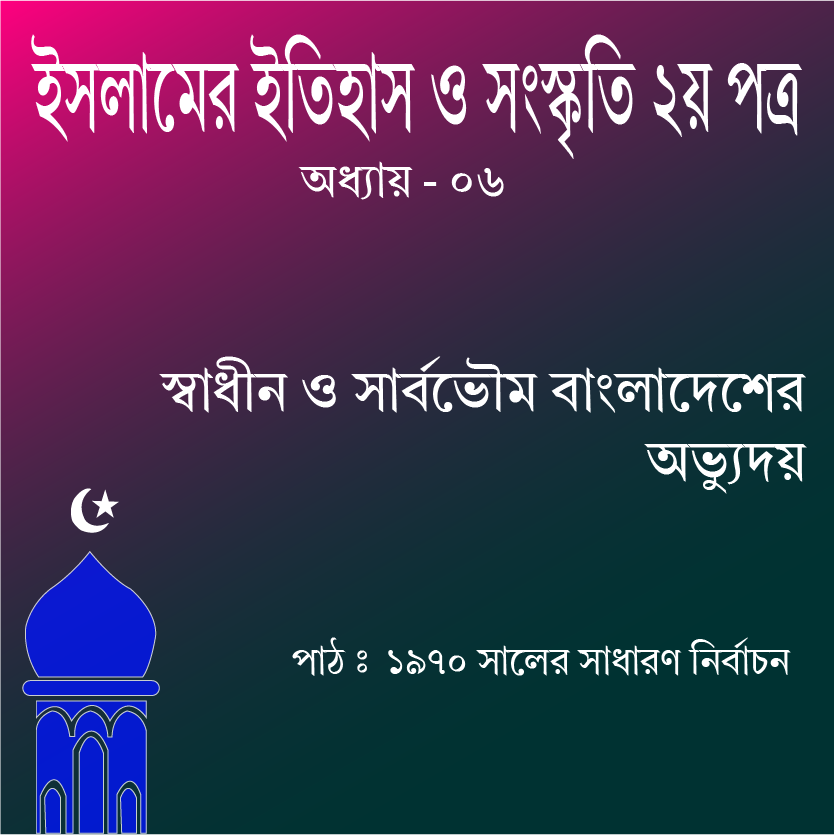 ইসলামের ইতিহাস ও সংস্কৃতি ২য় পত্র
অধ্যায় - ০৬
স্বাধীন ও সার্বভৌম বাংলাদেশের
অভ্যুদয়
পাঠ ঃ ১৯৭০ সালের সাধারণ নির্বাচন